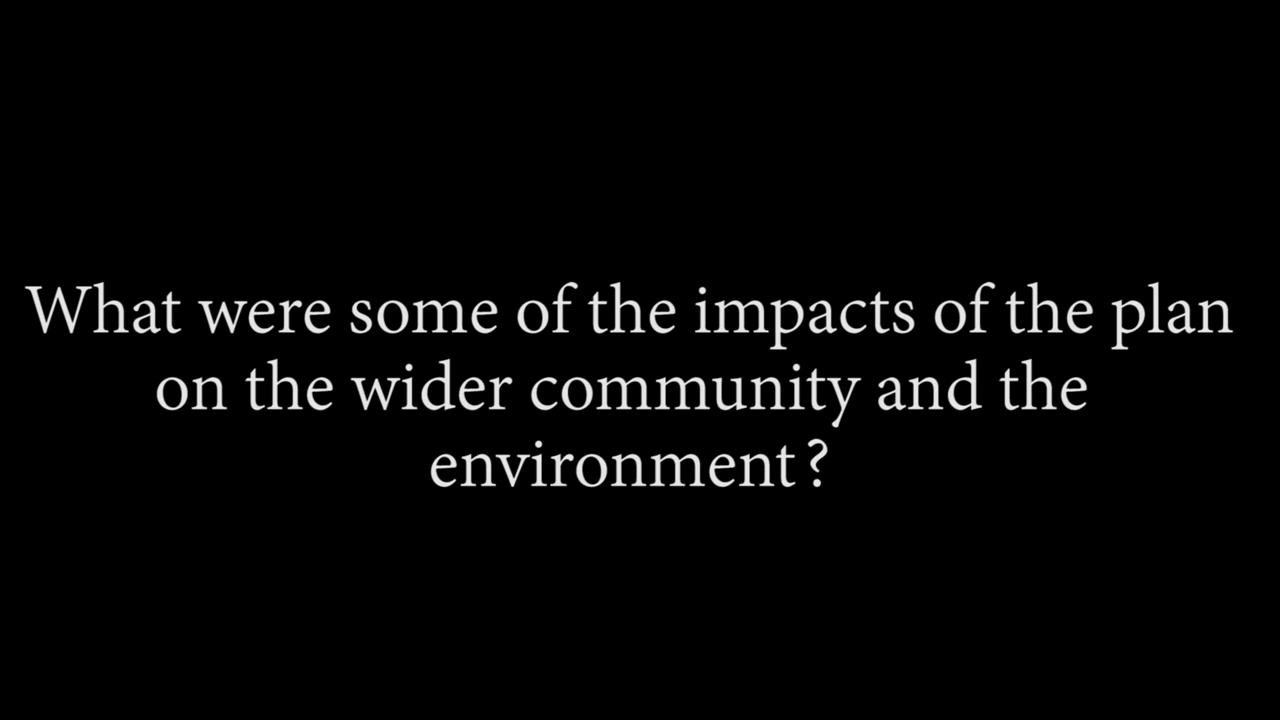 What were some of the impacts of the plan
on the wider community and the
environment ?